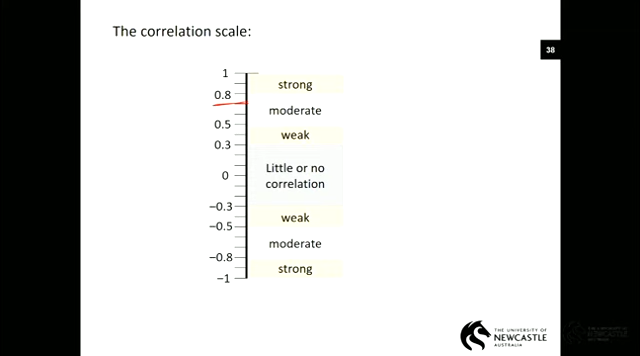 The correlation scale:
38
1
strong
0.8
moderate
0.5
weak
0.3
Little or no
0
correlation
−0.3
weak
−0.5
moderate
−0.8
strong
−1
THE UNIVERSITY OF
NEWCASTLE
AUSTRALIA